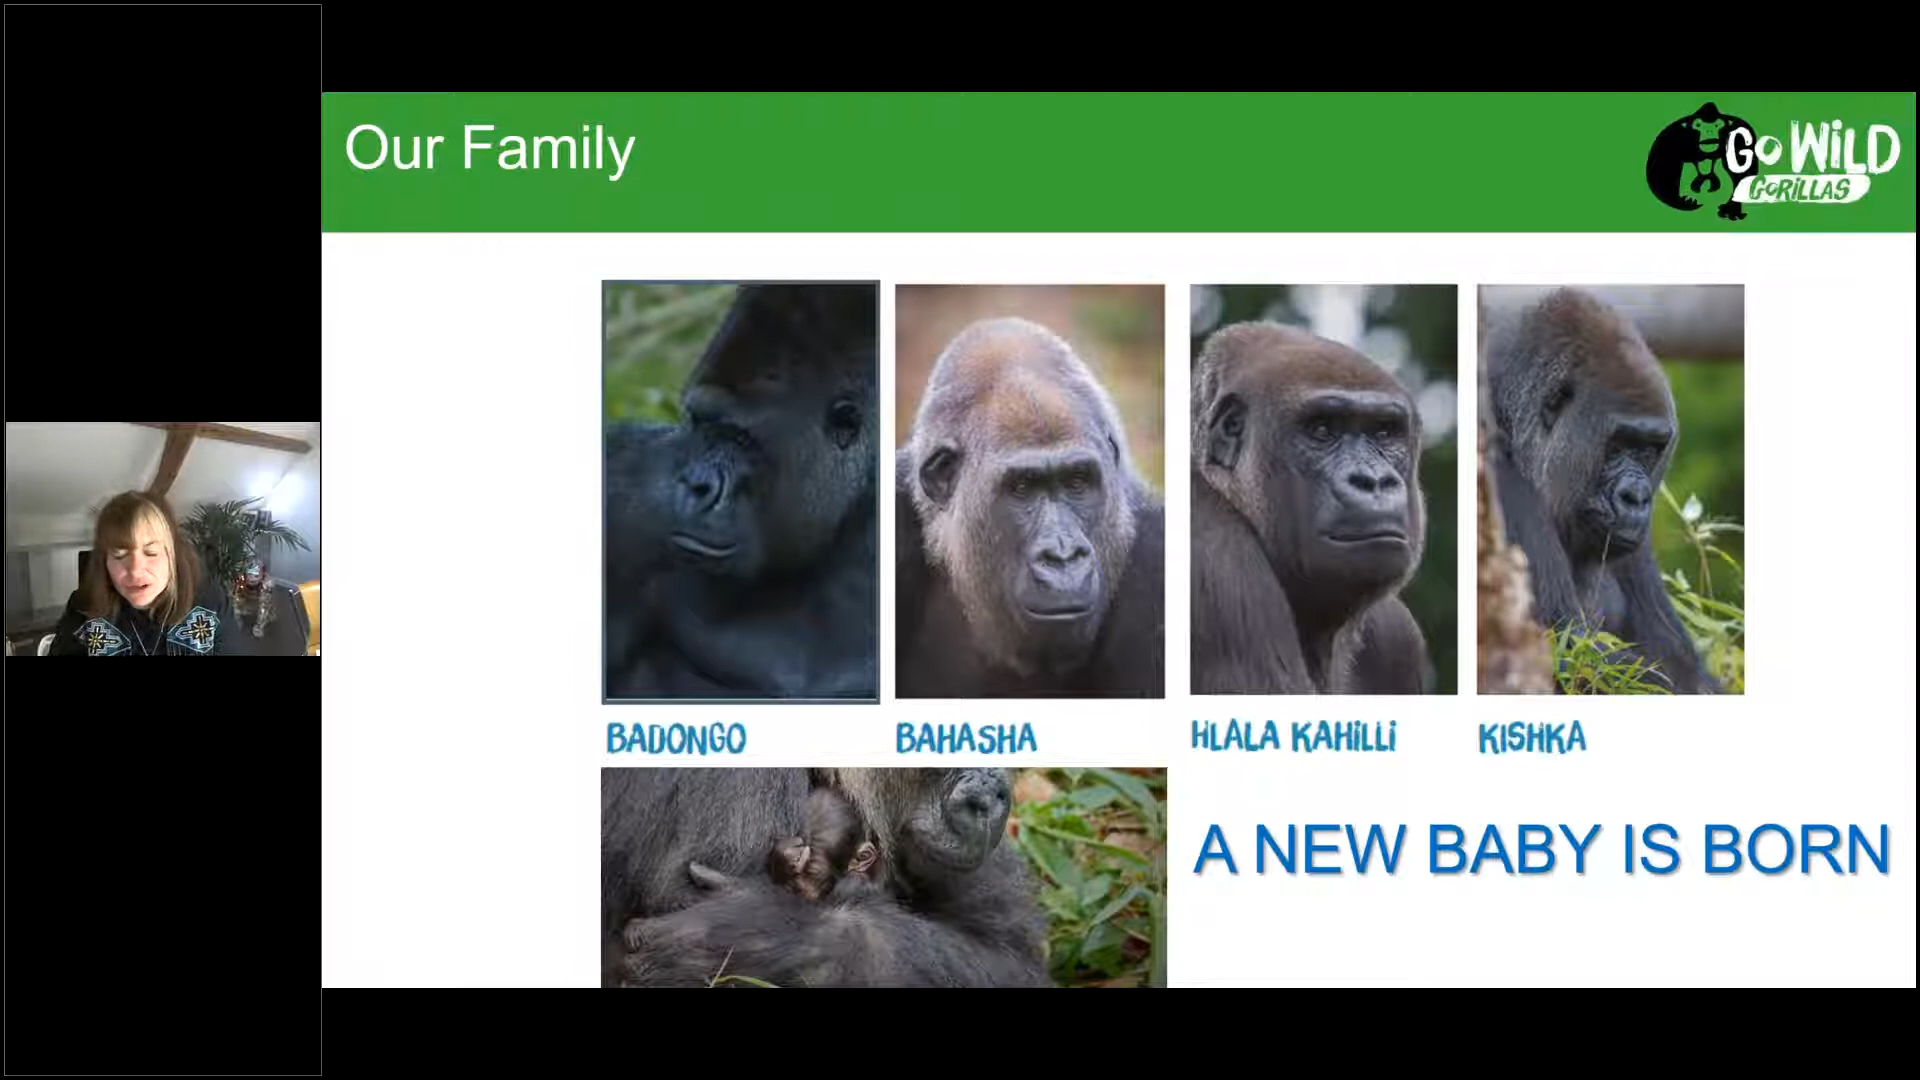 Our Family
GO WILD
GORILLAS
BADONGO
BAHASHA
HLALA KAHILLI
KISHKA
A NEW BABY IS BORN